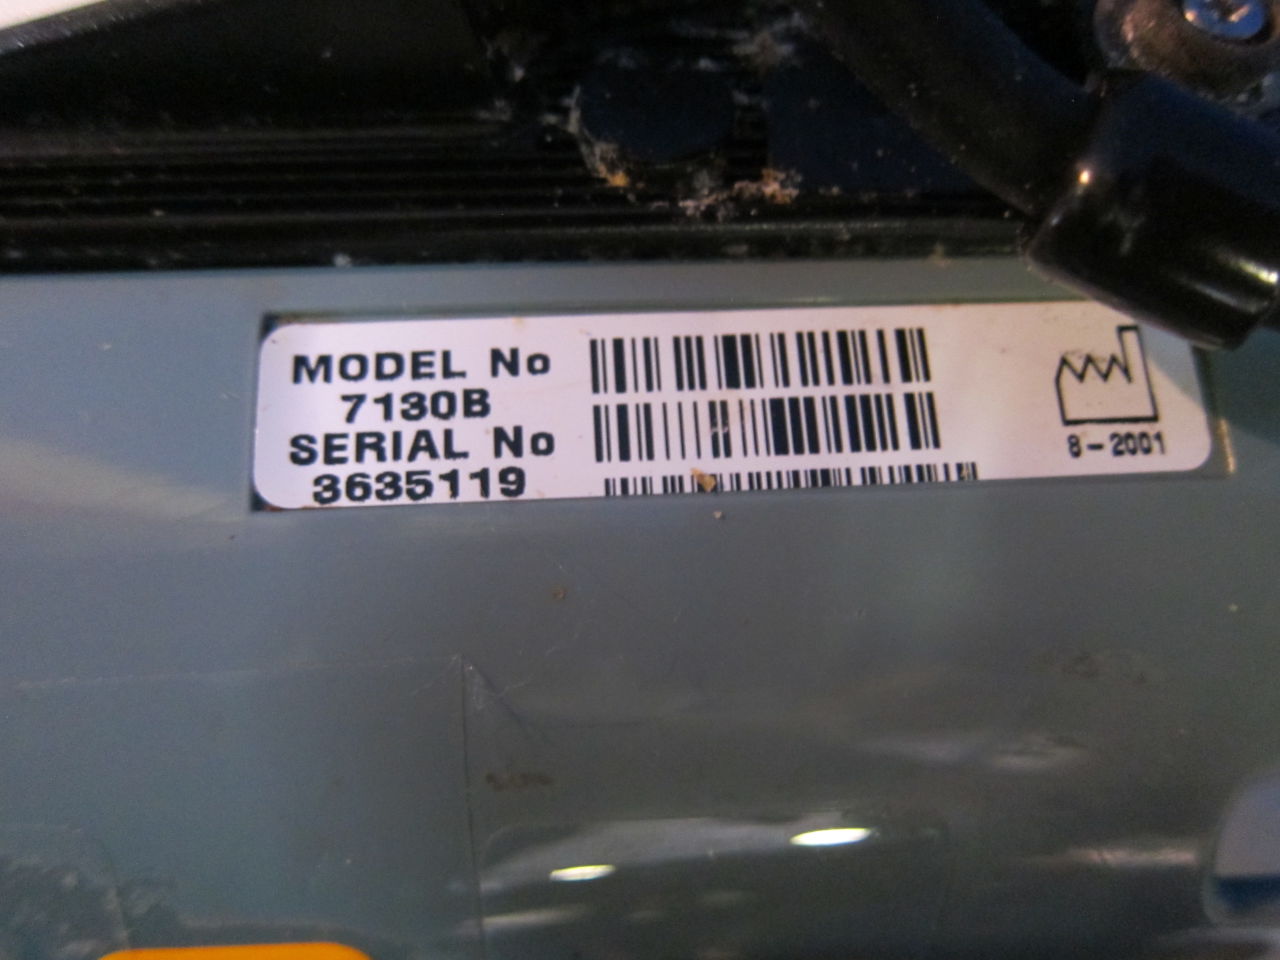 MODEL No
7130B
SERIAL No
3635119
8-2001